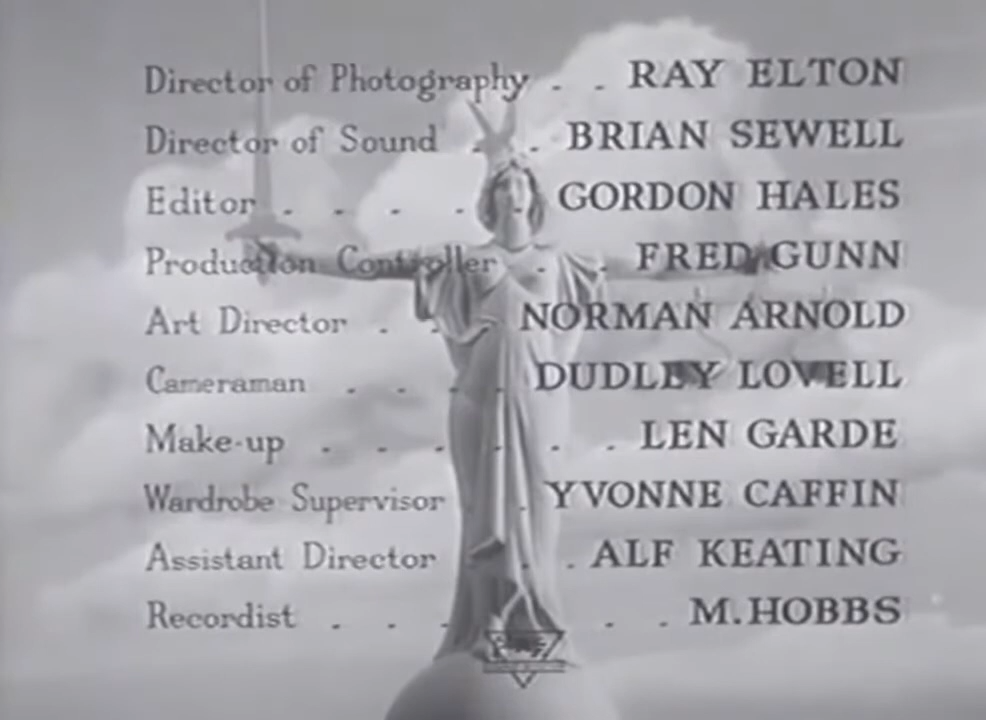 Director of Photography . . RAY ELTON
Director of Sound . . BRIAN SEWELL
Editor . . . . GORDON HALES
Production Controller . . FRED GUNN
Art Director . . NORMAN ARNOLD
Cameraman . . . . DUDLEY LOVELL
Make-up . . . . . . LEN GARDE
Wardrobe Supervisor . YVONNE CAFFIN
Assistant Director . . . ALF KEATING
Recordist . . . . . . M. HOBBS